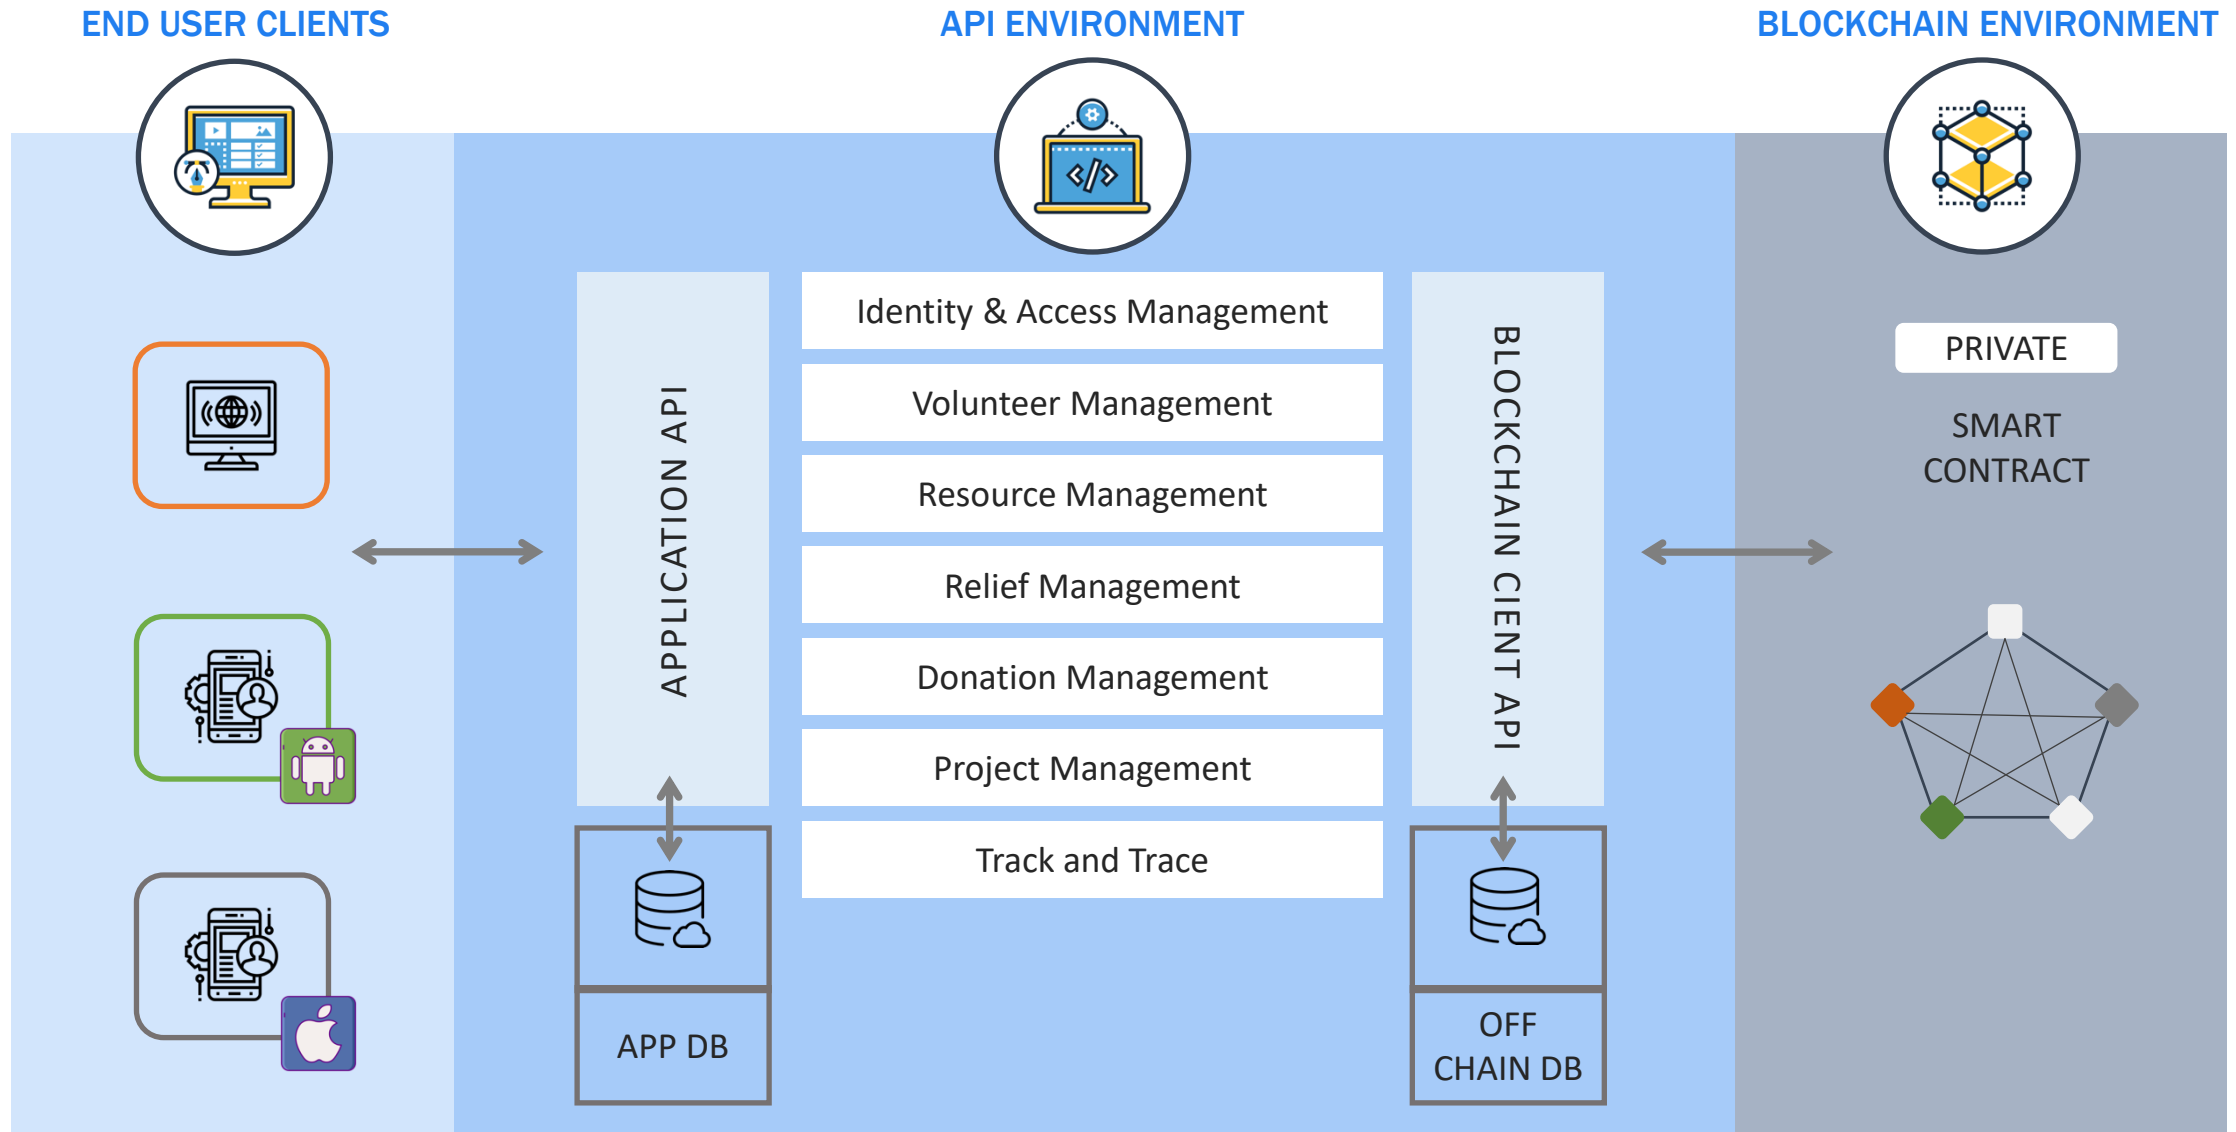 END USER CLIENTS
API ENVIRONMENT
BLOCKCHAIN ENVIRONMENT
APPLICATION API
Identity & Access Management
Volunteer Management
Resource Management
Relief Management
Donation Management
Project Management
Track and Trace
BLOCKCHAIN CIENT API
PRIVATE
SMART
CONTRACT
APP DB
OFF
CHAIN DB